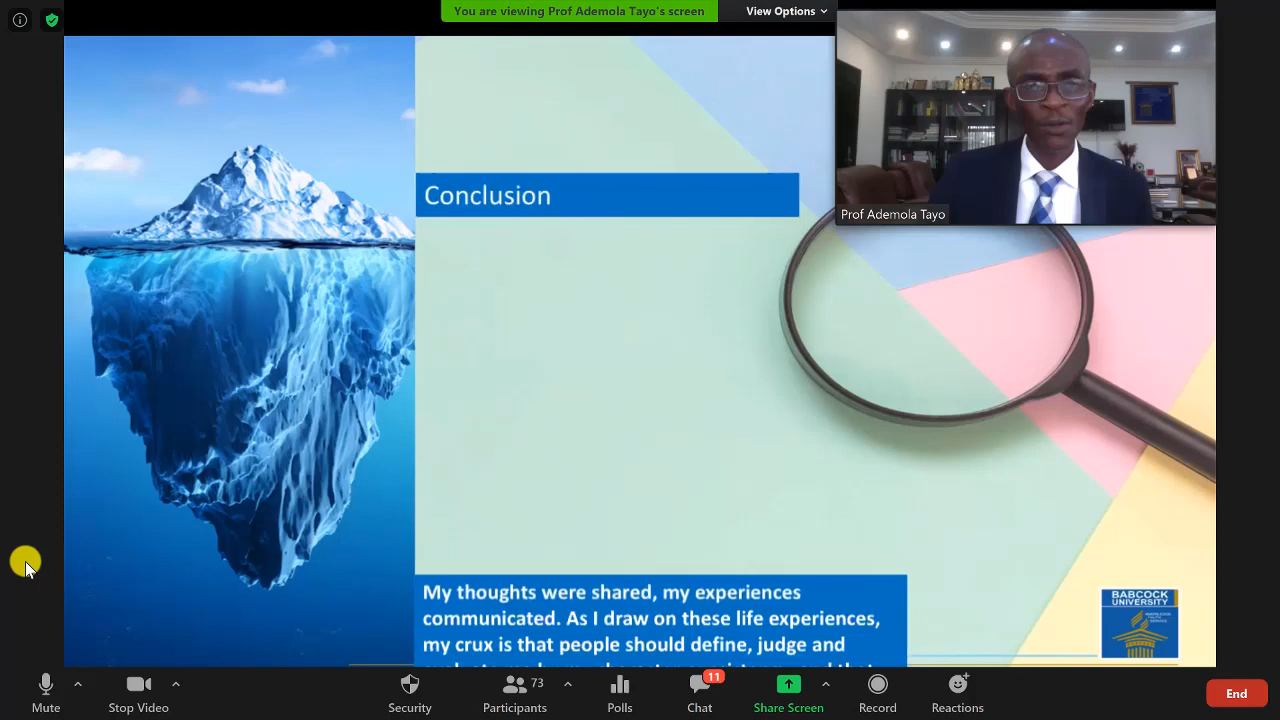 You are viewing Prof Ademola Tayo's screen
View Options
Prof Ademola Tayo
Conclusion
My thoughts were shared, my experiences
communicated. As I draw on these life experiences,
my crux is that people should define, judge and
BABCOCK
UNIVERSITY
Mute
Stop Video
Security
Participants
73
Polls
Chat
11
Share Screen
Record
Reactions
End